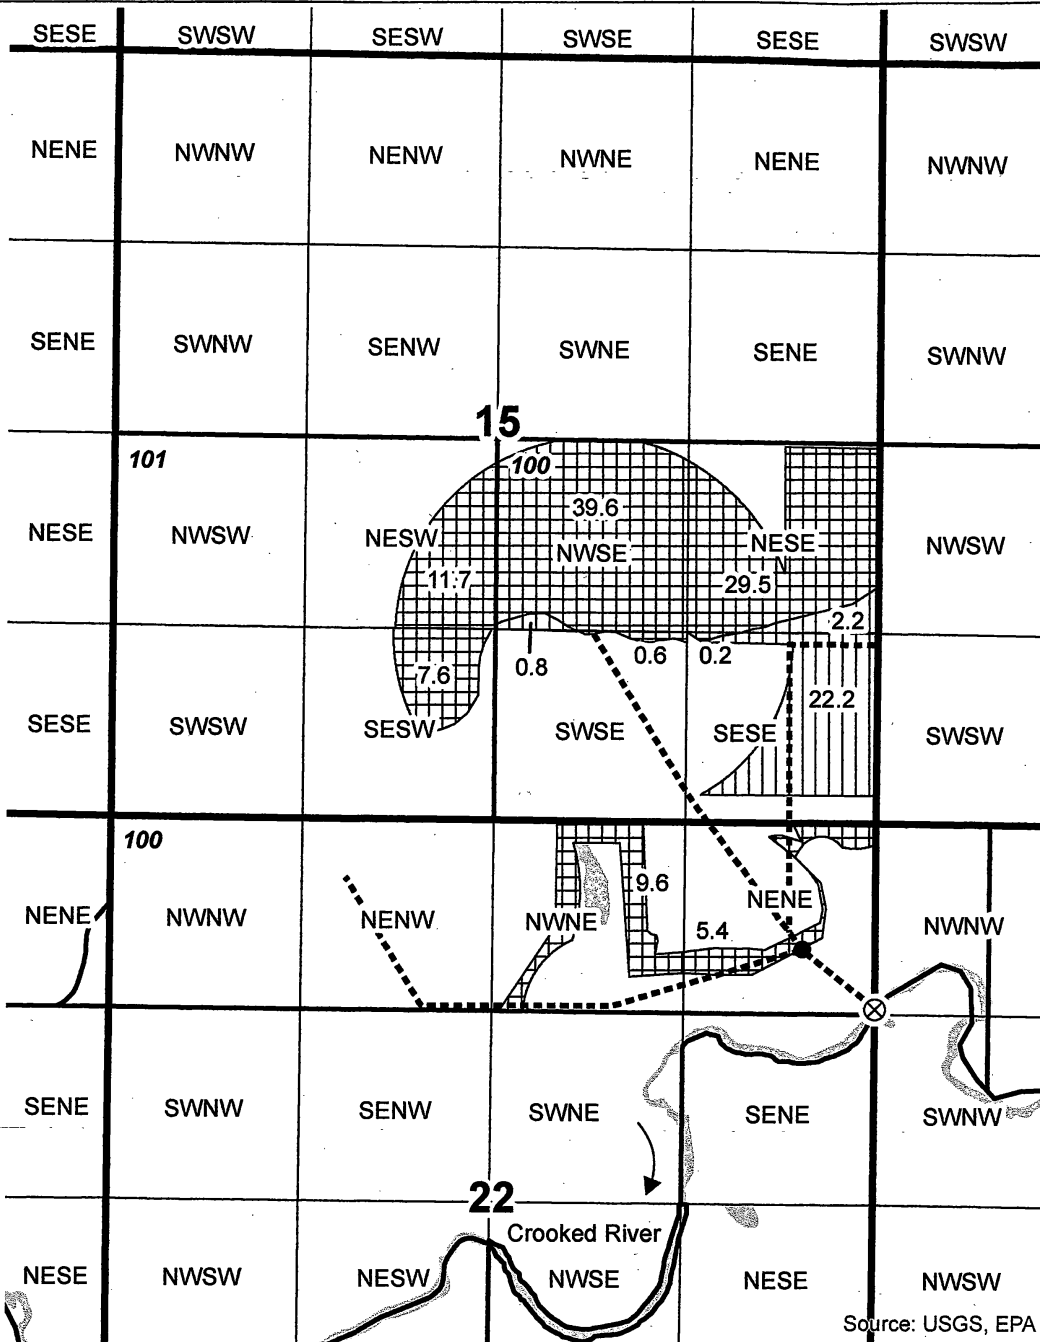 SESE SWSW SESW SWSE SESE SWSW
NENE NWNW NENW NWNE NENE NWNW
SENE SWNW SENW SWNE SENE SWNW
15
101 100
39.6
NESE NWSW NESW NWSE NESE NWSW
11.7 29.5
2.2
0.8 0.6 0.2
7.6 22.2
SESE SWSW SESW SWSE SESE SWSW
100
9.6
NENE NWNW NENW NWNE NENE NWNW
5.4
SENE SWNW SENW SWNE SENE SWNW
22
Crooked River
NESE NWSW NESW NWSE NESE NWSW
Source: USGS, EPA